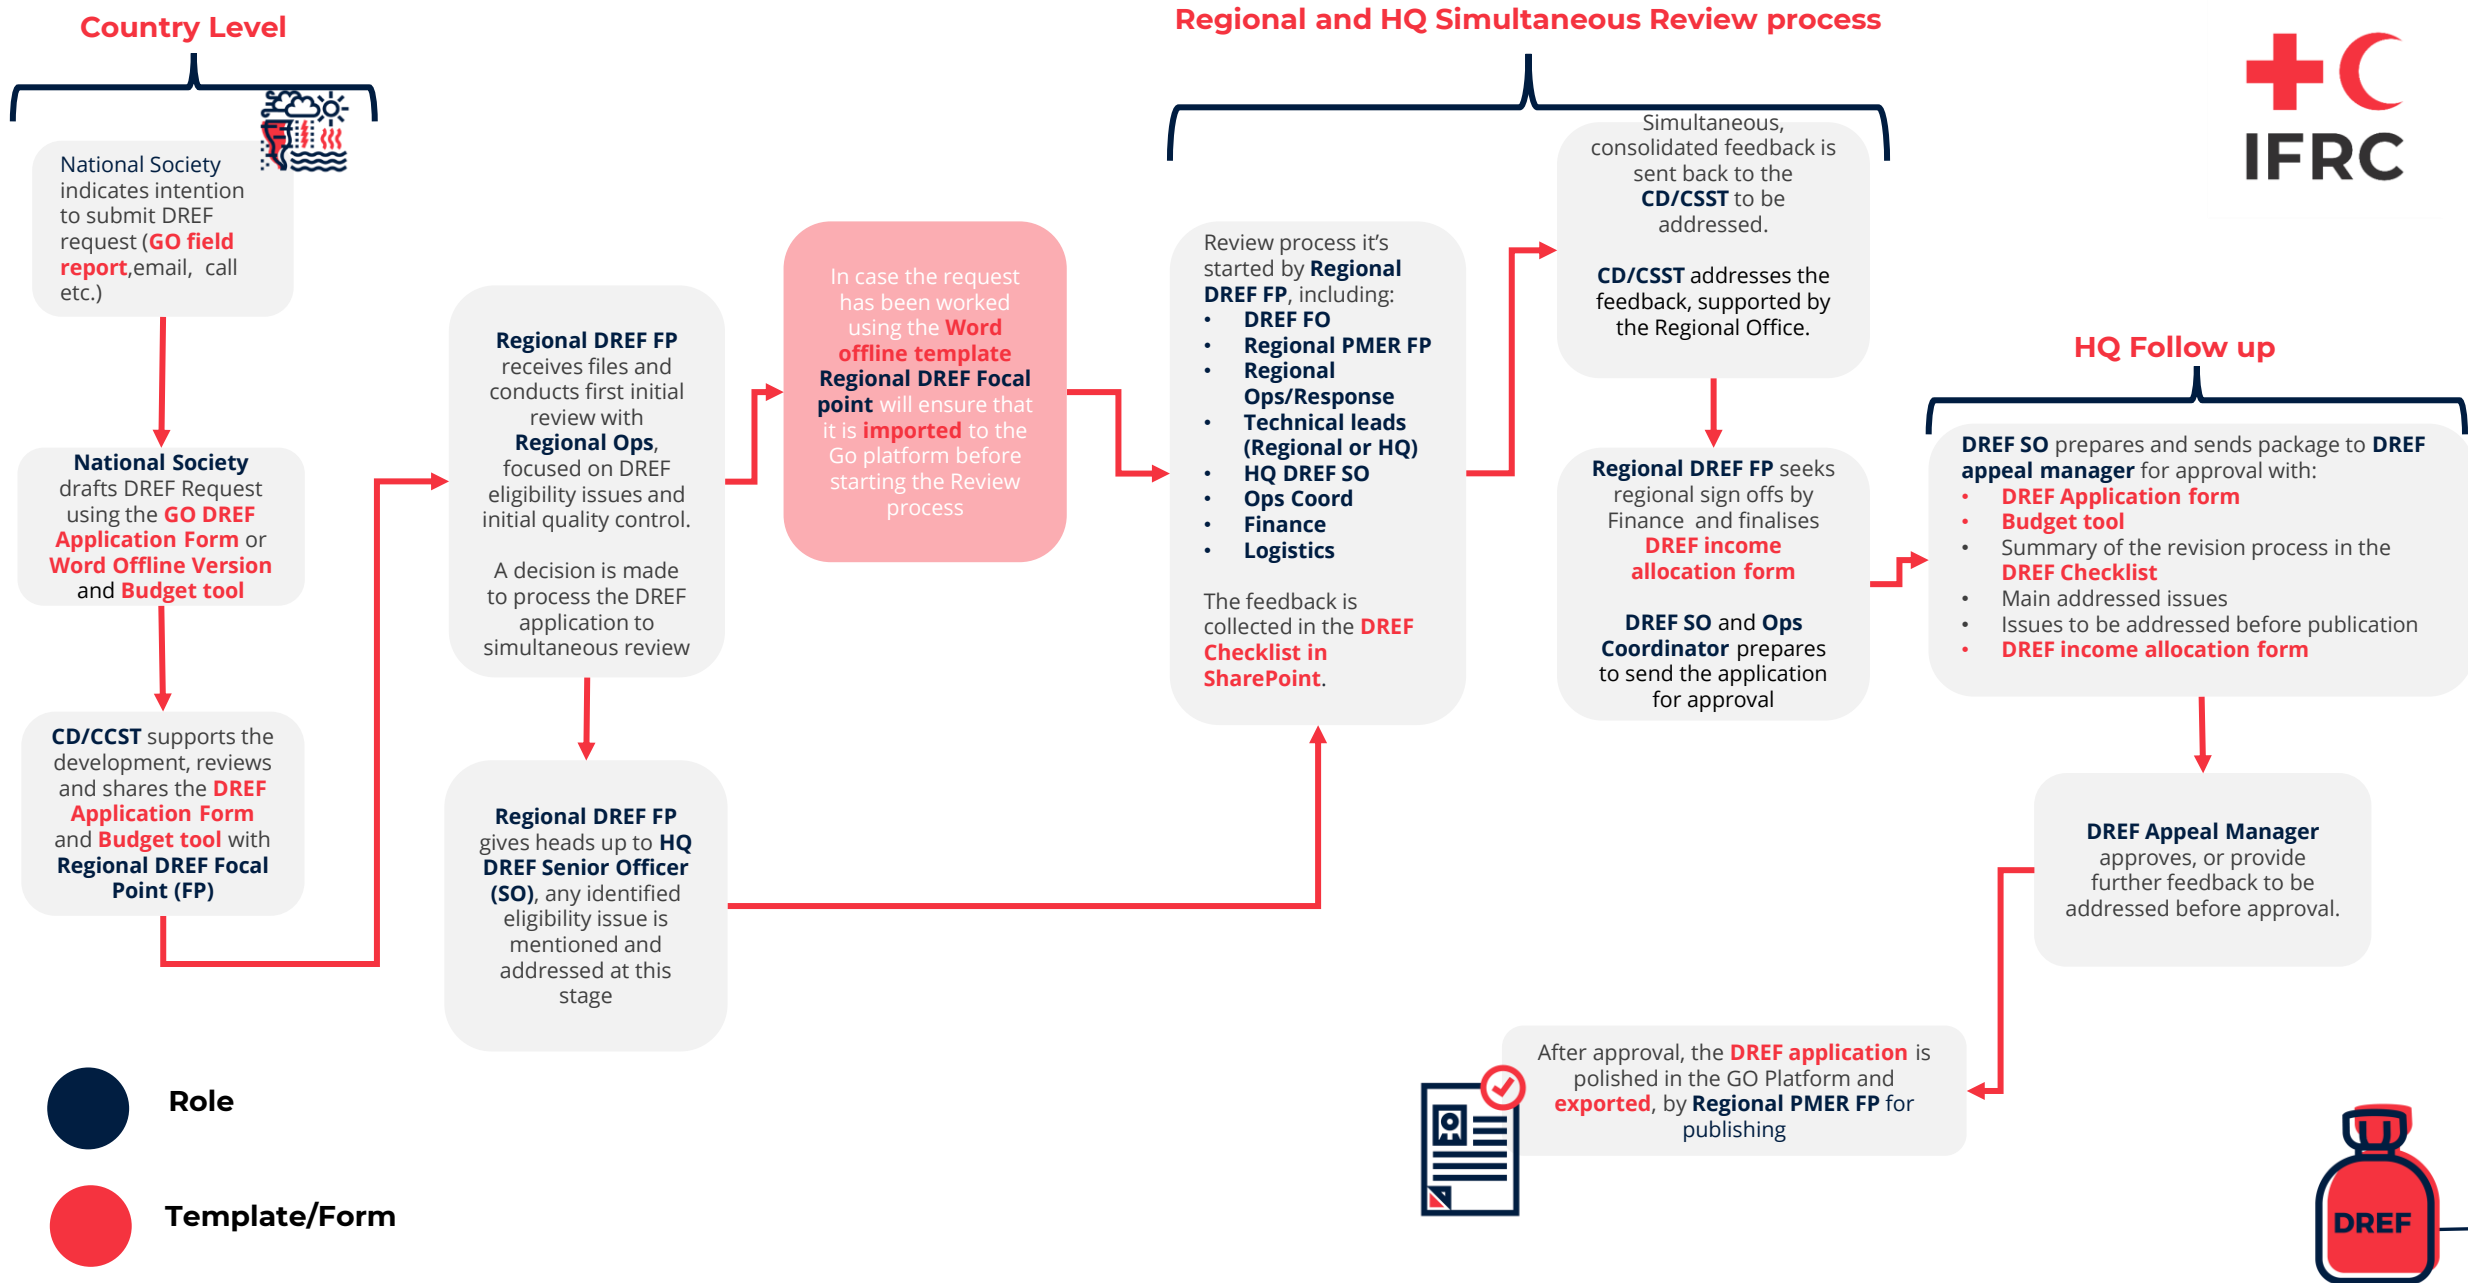 Country Level
National Society
indicates intention
to submit DREF
request (GO field
report,email, call
etc.)
National Society
drafts DREF Request
using the GO DREF
Application Form or
Word Offline Version
and Budget tool
CD/CCST supports the
development, reviews
and shares the DREF
Application Form
and Budget tool with
Regional DREF Focal
Point (FP)
Regional DREF FP
receives files and
conducts first initial
review with
Regional Ops,
focused on DREF
eligibility issues and
initial quality control.
A decision is made
to process the DREF
application to
simultaneous review
Regional DREF FP
gives heads up to HQ
DREF Senior Officer
(SO), any identified
eligibility issue is
mentioned and
addressed at this
stage
In case the request
has been worked
using the Word
offline template
Regional DREF Focal
point will ensure that
it is imported to the
Go platform before
starting the Review
process
Regional and HQ Simultaneous Review process
Review process it's
started by Regional
DREF FP, including:
• DREF FO
• Regional PMER FP
• Regional
Ops/Response
• Technical leads
(Regional or HQ)
• HQ DREF SO
• Ops Coord
• Finance
• Logistics
The feedback is
collected in the DREF
Checklist in
SharePoint.
Simultaneous,
consolidated feedback is
sent back to the
CD/CSST to be
addressed.
CD/CSST addresses the
feedback, supported by
the Regional Office.
Regional DREF FP seeks
regional sign offs by
Finance and finalises
DREF income
allocation form
DREF SO and Ops
Coordinator prepares
to send the application
for approval
IFRC
HQ Follow up
DREF SO prepares and sends package to DREF
appeal manager for approval with:
• DREF Application form
• Budget tool
• Summary of the revision process in the
DREF Checklist
• Main addressed issues
• Issues to be addressed before publication
• DREF income allocation form
DREF Appeal Manager
approves, or provide
further feedback to be
addressed before approval.
After approval, the DREF application is
polished in the GO Platform and
exported, by Regional PMER FP for
publishing
Role
Template/Form
DREF